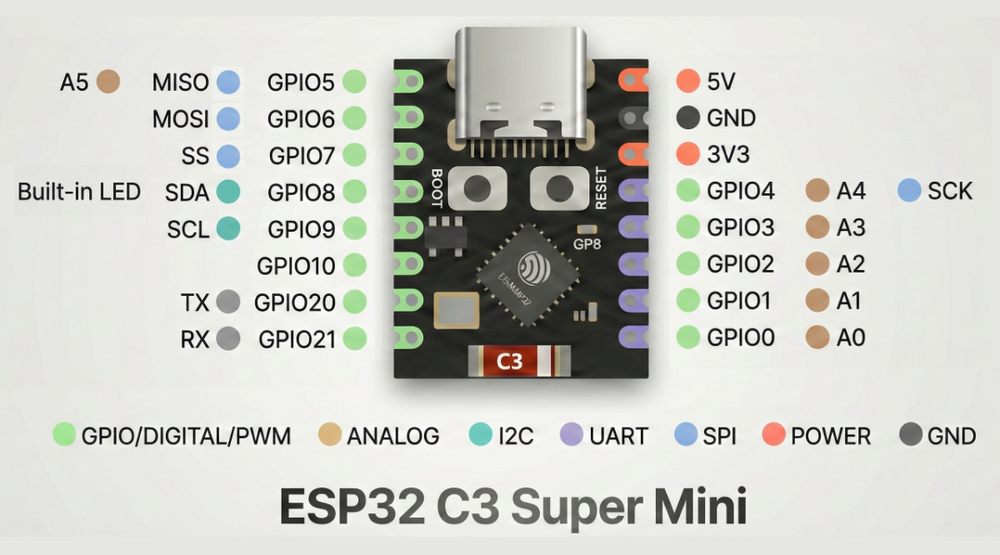 A5 MISO GPIO5 5V
MOSI GPIO6 GND
SS GPIO7 3V3
Built-in LED SDA GPIO8 BOOT RESET GPIO4 A4 SCK
SCL GPIO9 GPIO3 A3
GP8
GPIO10 GPIO2 A2
TX GPIO20 GPIO1 A1
RX GPIO21 GPIO0 A0
C3
GPIO/DIGITAL/PWM ANALOG I2C UART SPI POWER GND
ESP32 C3 Super Mini